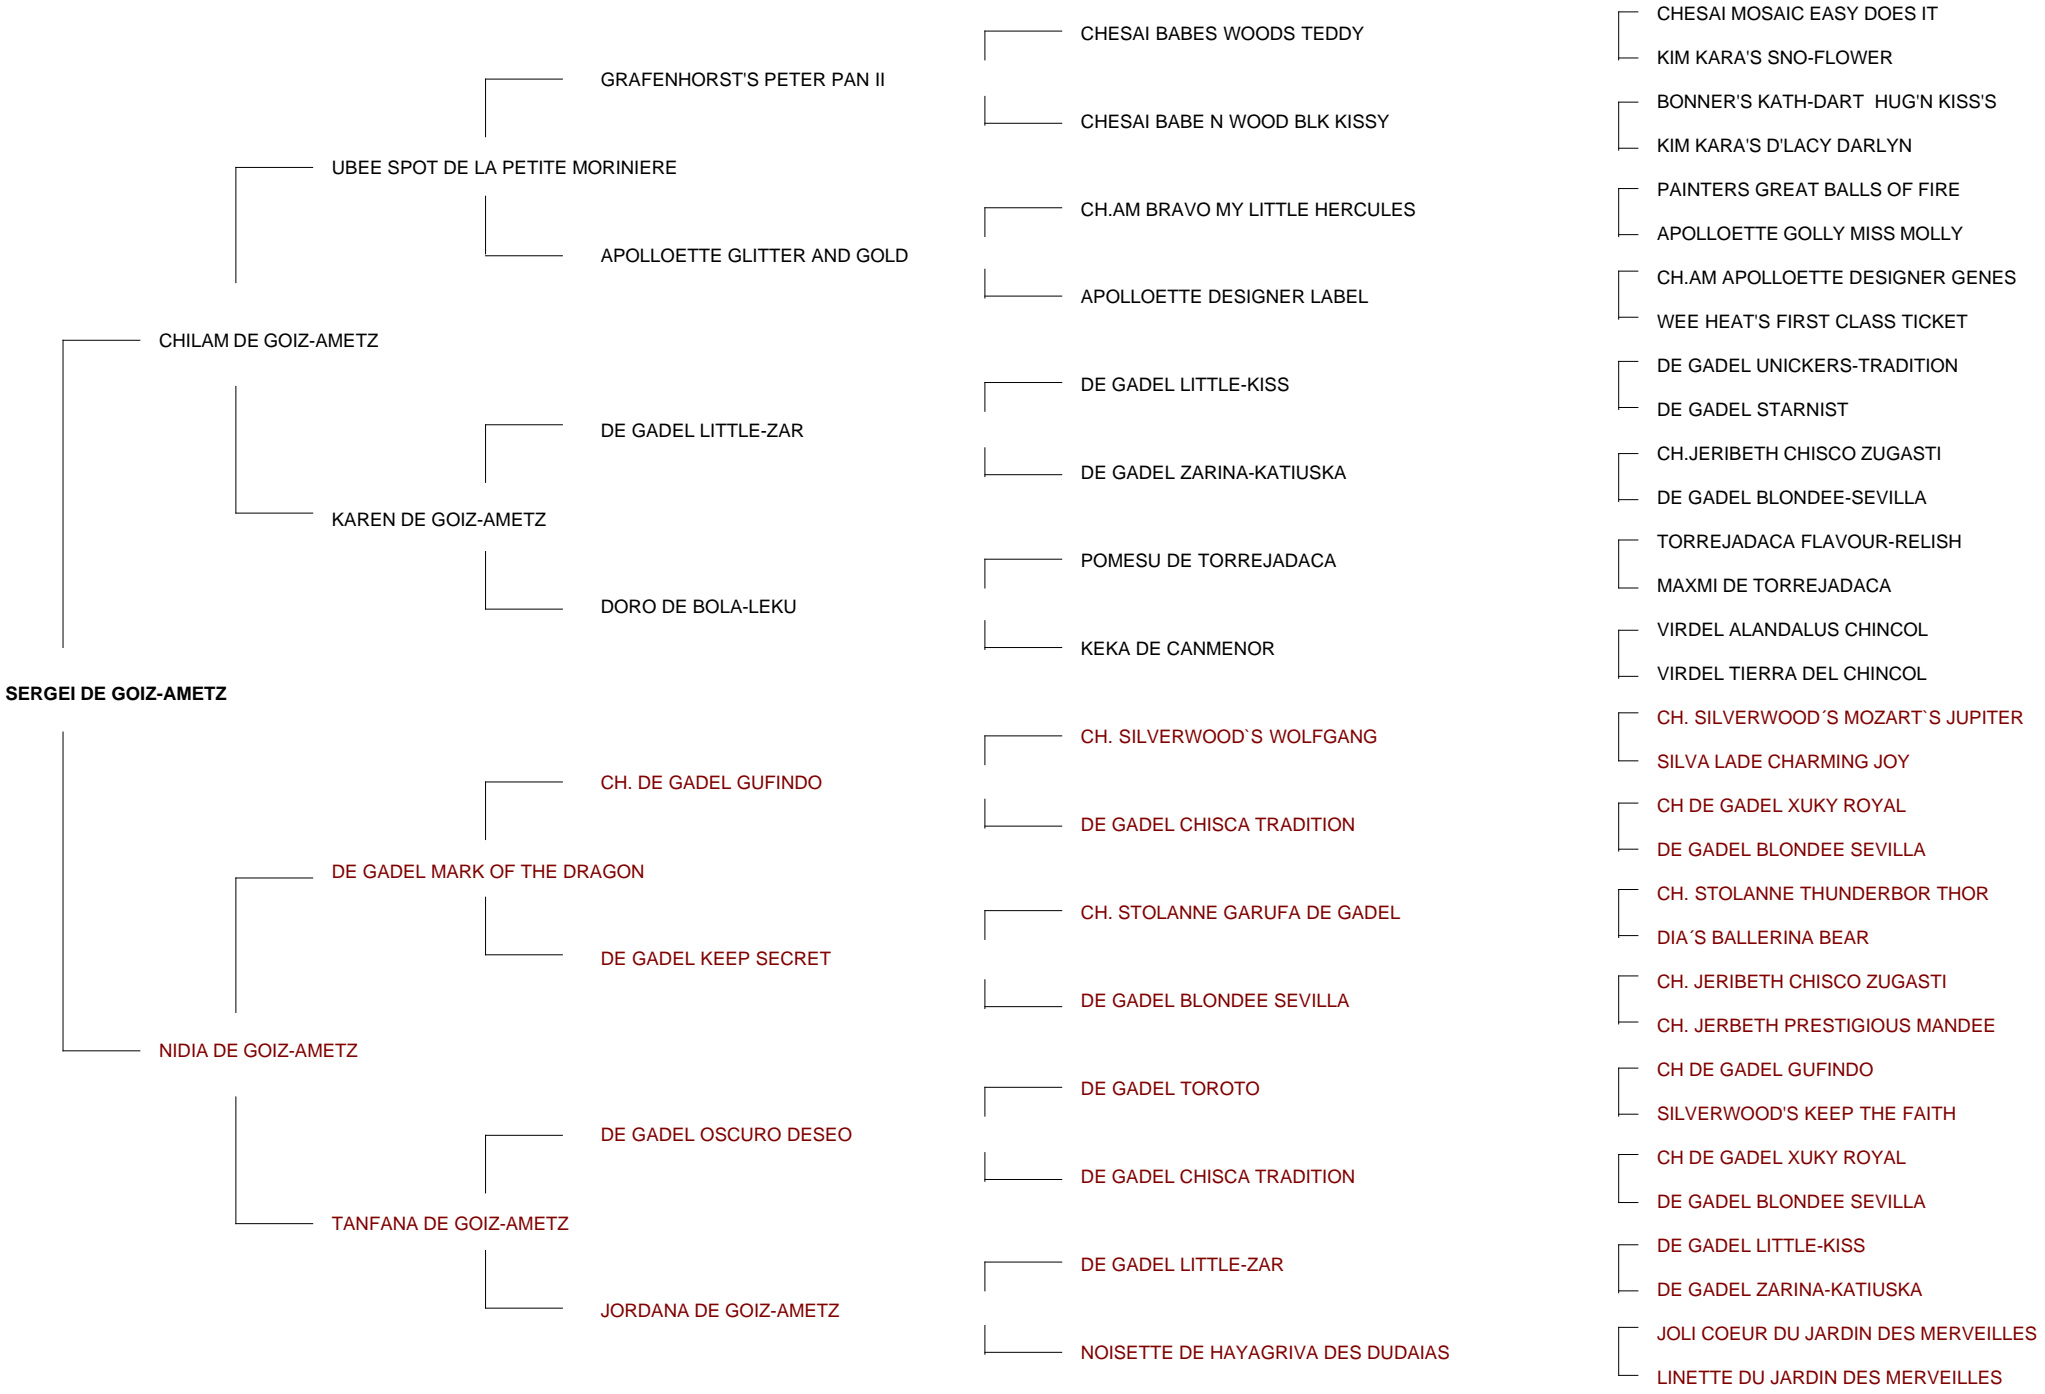 CHESAI MOSAIC EASY DOES IT
CHESAI BABES WOODS TEDDY
KIM KARA'S SNO-FLOWER
GRAFENHORST'S PETER PAN II
BONNER'S KATH-DART  HUG'N KISS'S
CHESAI BABE N WOOD BLK KISSY
KIM KARA'S D'LACY DARLYN
UBEE SPOT DE LA PETITE MORINIERE
PAINTERS GREAT BALLS OF FIRE
CH.AM BRAVO MY LITTLE HERCULES
APOLLOETTE GOLLY MISS MOLLY
APOLLOETTE GLITTER AND GOLD
CH.AM APOLLOETTE DESIGNER GENES
APOLLOETTE DESIGNER LABEL
WEE HEAT'S FIRST CLASS TICKET
CHILAM DE GOIZ-AMETZ
DE GADEL UNICKERS-TRADITION
DE GADEL LITTLE-KISS
DE GADEL STARNIST
DE GADEL LITTLE-ZAR
CH.JERIBETH CHISCO ZUGASTI
DE GADEL ZARINA-KATIUSKA
DE GADEL BLONDEE-SEVILLA
KAREN DE GOIZ-AMETZ
TORREJADACA FLAVOUR-RELISH
POMESU DE TORREJADACA
MAXMI DE TORREJADACA
DORO DE BOLA-LEKU
VIRDEL ALANDALUS CHINCOL
KEKA DE CANMENOR
VIRDEL TIERRA DEL CHINCOL
SERGEI DE GOIZ-AMETZ
CH. SILVERWOOD´S MOZART`S JUPITER
CH. SILVERWOOD`S WOLFGANG
SILVA LADE CHARMING JOY
CH. DE GADEL GUFINDO
CH DE GADEL XUKY ROYAL
DE GADEL CHISCA TRADITION
DE GADEL BLONDEE SEVILLA
DE GADEL MARK OF THE DRAGON
CH. STOLANNE THUNDERBOR THOR
CH. STOLANNE GARUFA DE GADEL
DIA´S BALLERINA BEAR
DE GADEL KEEP SECRET
CH. JERIBETH CHISCO ZUGASTI
DE GADEL BLONDEE SEVILLA
CH. JERBETH PRESTIGIOUS MANDEE
NIDIA DE GOIZ-AMETZ
CH DE GADEL GUFINDO
DE GADEL TOROTO
SILVERWOOD'S KEEP THE FAITH
DE GADEL OSCURO DESEO
CH DE GADEL XUKY ROYAL
DE GADEL CHISCA TRADITION
DE GADEL BLONDEE SEVILLA
TANFANA DE GOIZ-AMETZ
DE GADEL LITTLE-KISS
DE GADEL LITTLE-ZAR
DE GADEL ZARINA-KATIUSKA
JORDANA DE GOIZ-AMETZ
JOLI COEUR DU JARDIN DES MERVEILLES
NOISETTE DE HAYAGRIVA DES DUDAIAS
LINETTE DU JARDIN DES MERVEILLES